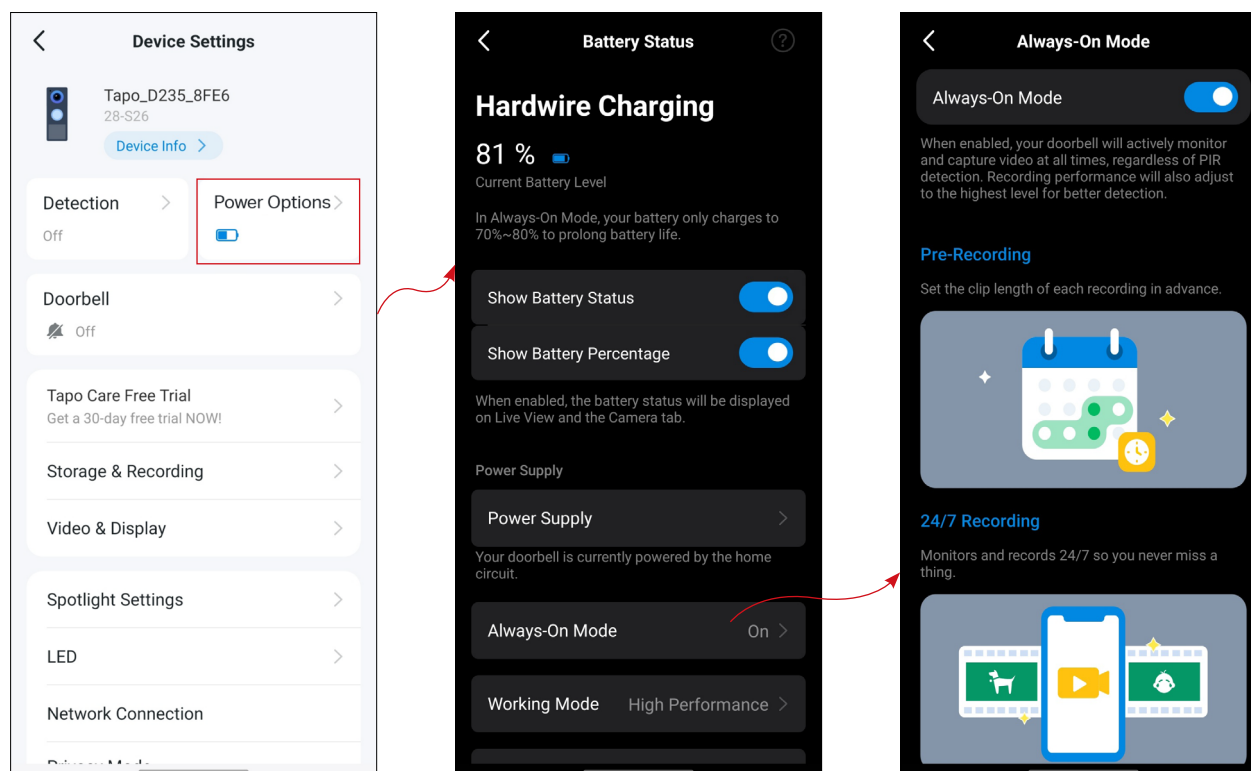 Device Settings
Tapo_D235_8FE6
28-S26
Device Info
Detection
Off
Power Options
Doorbell
Off
Tapo Care Free Trial
Get a 30-day free trial NOW!
Storage & Recording
Video & Display
Spotlight Settings
LED
Network Connection
Battery Status
?
Hardwire Charging
81 %
Current Battery Level
In Always-On Mode, your battery only charges to
70%~80% to prolong battery life.
Show Battery Status
Show Battery Percentage
When enabled, the battery status will be displayed
on Live View and the Camera tab.
Power Supply
Power Supply
Your doorbell is currently powered by the home
circuit.
Always-On Mode On
Working Mode High Performance
Always-On Mode
Always-On Mode
When enabled, your doorbell will actively monitor
and capture video at all times, regardless of PIR
detection. Recording performance will also adjust
to the highest level for better detection.
Pre-Recording
Set the clip length of each recording in advance.
24/7 Recording
Monitors and records 24/7 so you never miss a
thing.